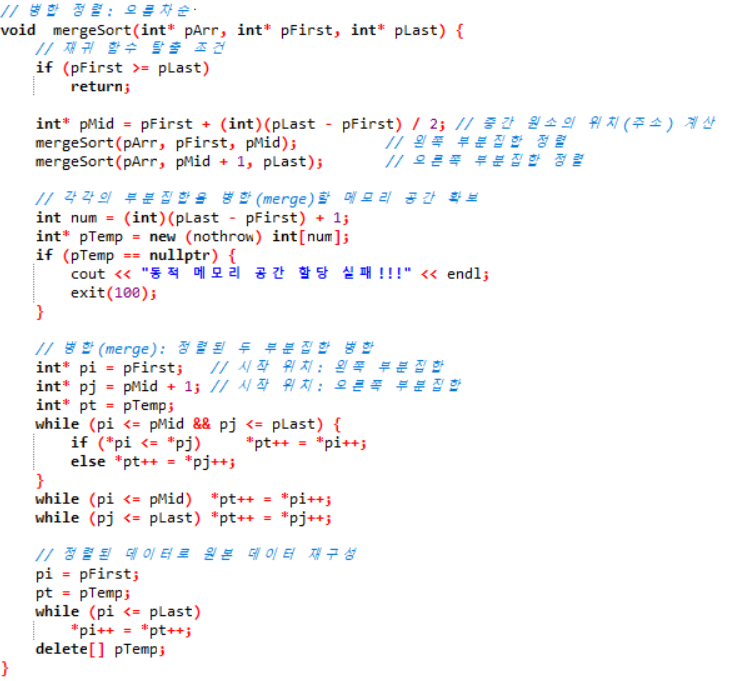 // 병합 정렬: 오름차순
void  mergeSort(int* pArr, int* pFirst, int* pLast) {
// 재귀 함수 탈출 조건
if (pFirst >= pLast)
return;
int* pMid = pFirst + (int)(pLast - pFirst) / 2; // 중간 원소의 위치(주소) 계산
mergeSort(pArr, pFirst, pMid);          // 왼쪽 부분집합 정렬
mergeSort(pArr, pMid + 1, pLast);       // 오른쪽 부분집합 정렬
// 각각의 부분집합을 병합(merge)할 메모리 공간 확보
int num = (int)(pLast - pFirst) + 1;
int* pTemp = new (nothrow) int[num];
if (pTemp == nullptr) {
cout << "동적 메모리 공간 할당 실패!!!" << endl;
exit(100);
}
// 병합(merge): 정렬된 두 부분집합 병합
int* pi = pFirst;   // 시작 위치: 왼쪽 부분집합
int* pj = pMid + 1; // 시작 위치: 오른쪽 부분집합
int* pt = pTemp;
while (pi <= pMid && pj <= pLast) {
if (*pi <= *pj)     *pt++ = *pi++;
else *pt++ = *pj++;
}
while (pi <= pMid)  *pt++ = *pi++;
while (pj <= pLast) *pt++ = *pj++;
// 정렬된 데이터로 원본 데이터 재구성
pi = pFirst;
pt = pTemp;
while (pi <= pLast)
*pi++ = *pt++;
delete[] pTemp;
}